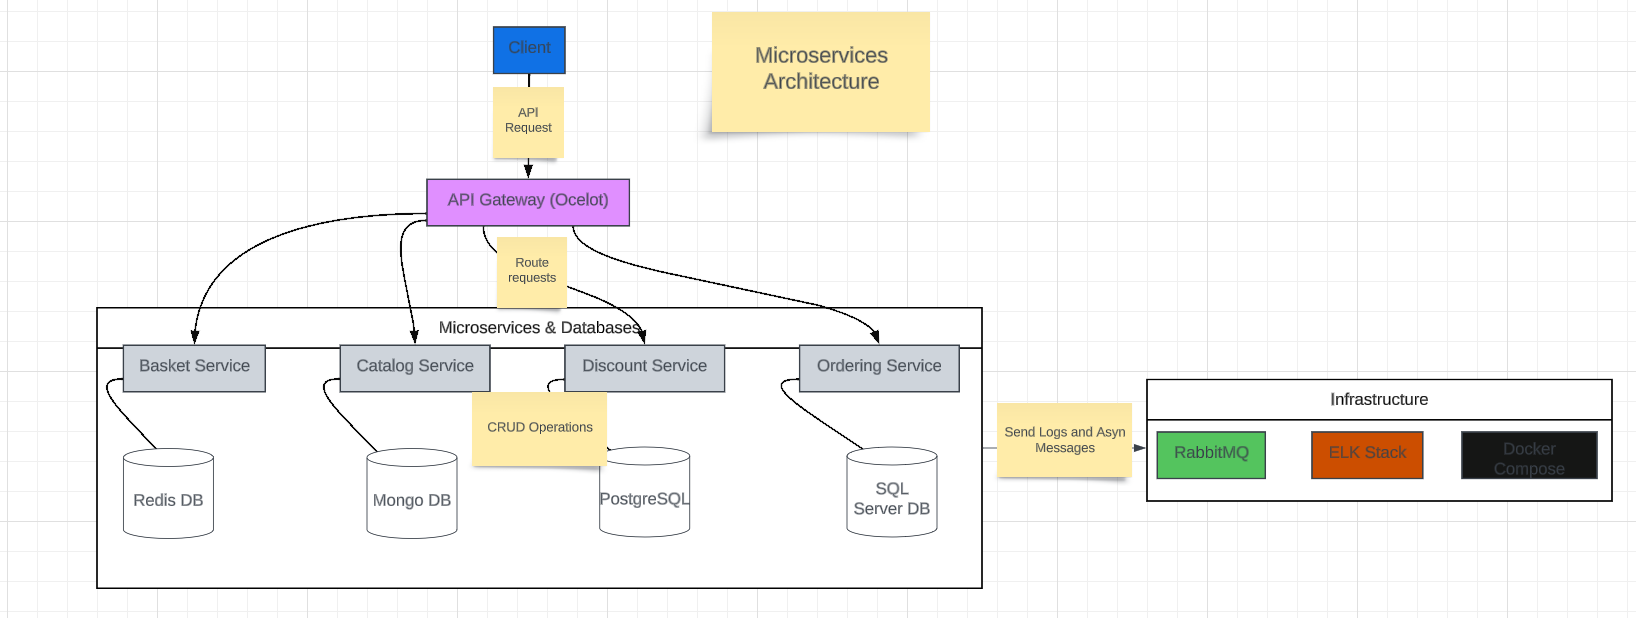 Client
Microservices
Architecture
API
Request
API Gateway (Ocelot)
Route
requests
Microservices & Databases
Basket Service
Catalog Service
Discount Service
Ordering Service
CRUD Operations
Redis DB
Mongo DB
PostgreSQL
SQL
Server DB
Send Logs and Asyn
Messages
Infrastructure
RabbitMQ
ELK Stack
Docker
Compose